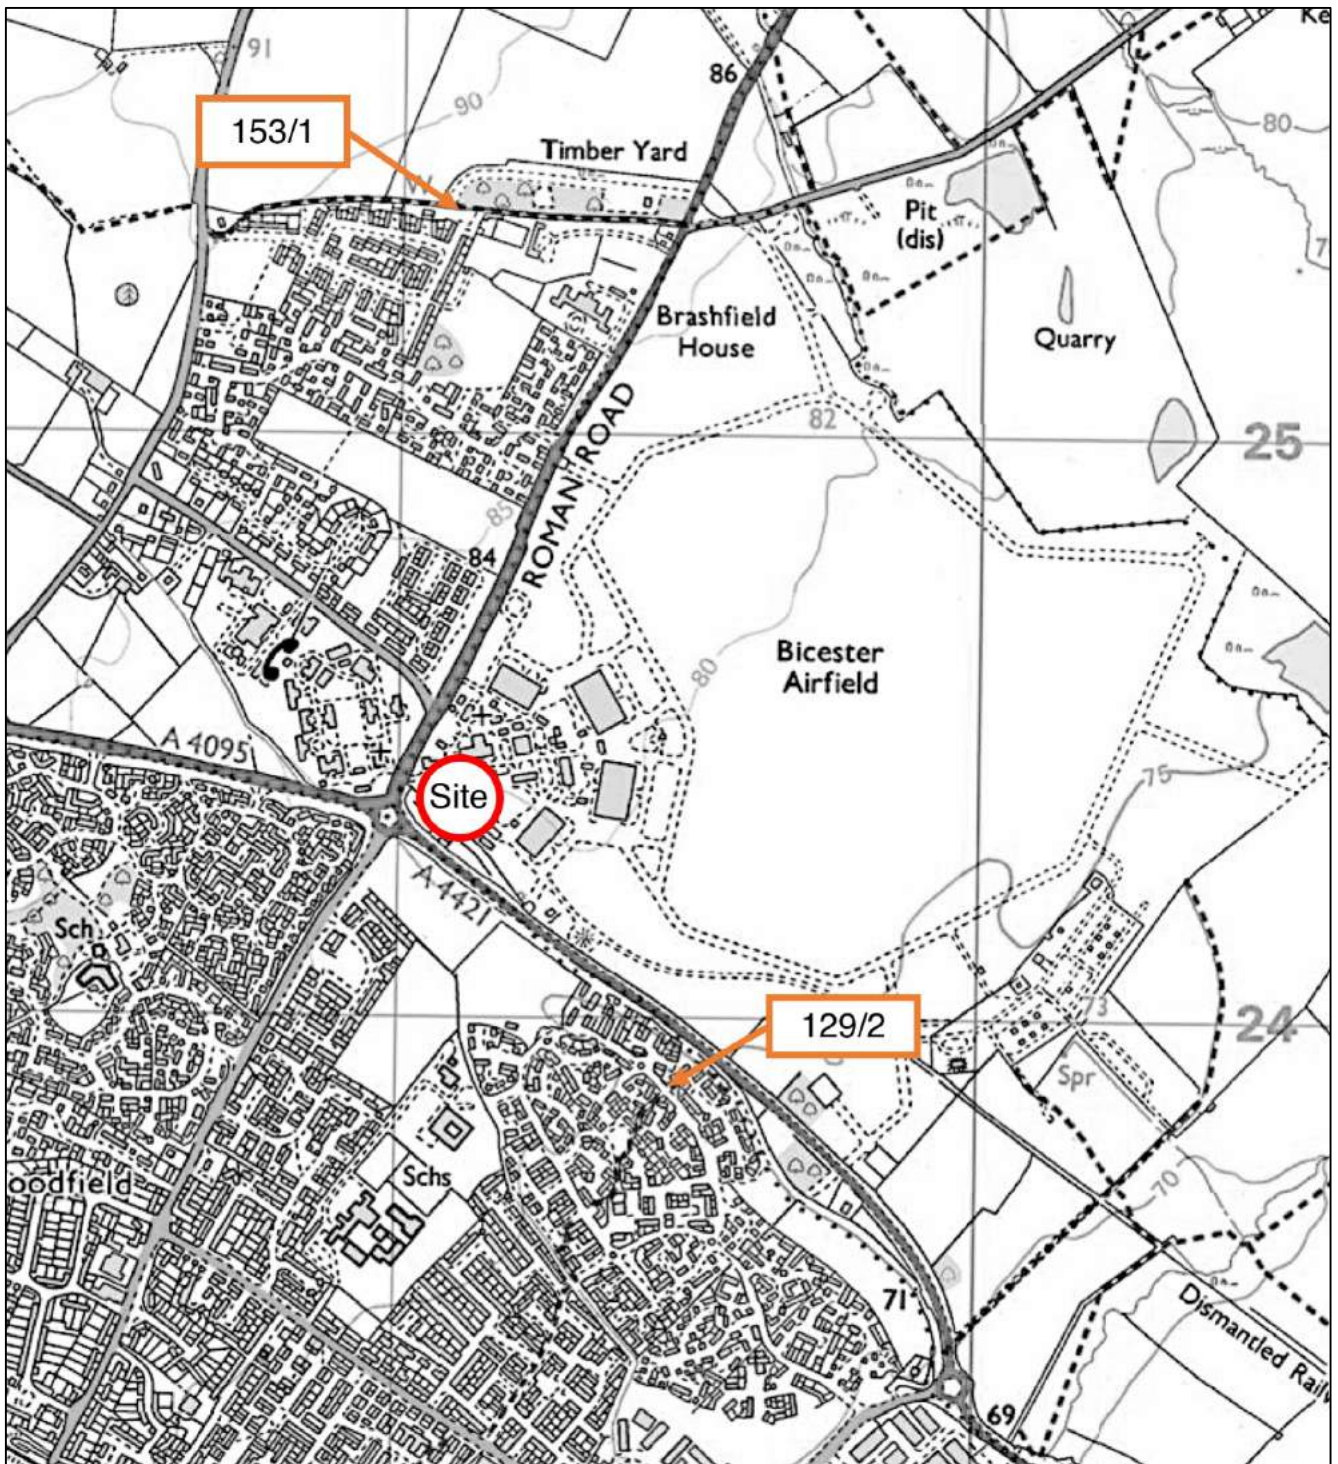 Ke
91
86
90
153/1
80
Timber Yard
W
Pit
(dis)
Brashfield
House
Quarry
ROMAN ROAD
82
25
85
84
80
Bicester
Airfield
A 4095
75
Site
A 4421
Sch
129/2
73
24
Spr
Schs
oodfield
70
71
Dismantled Rail
69